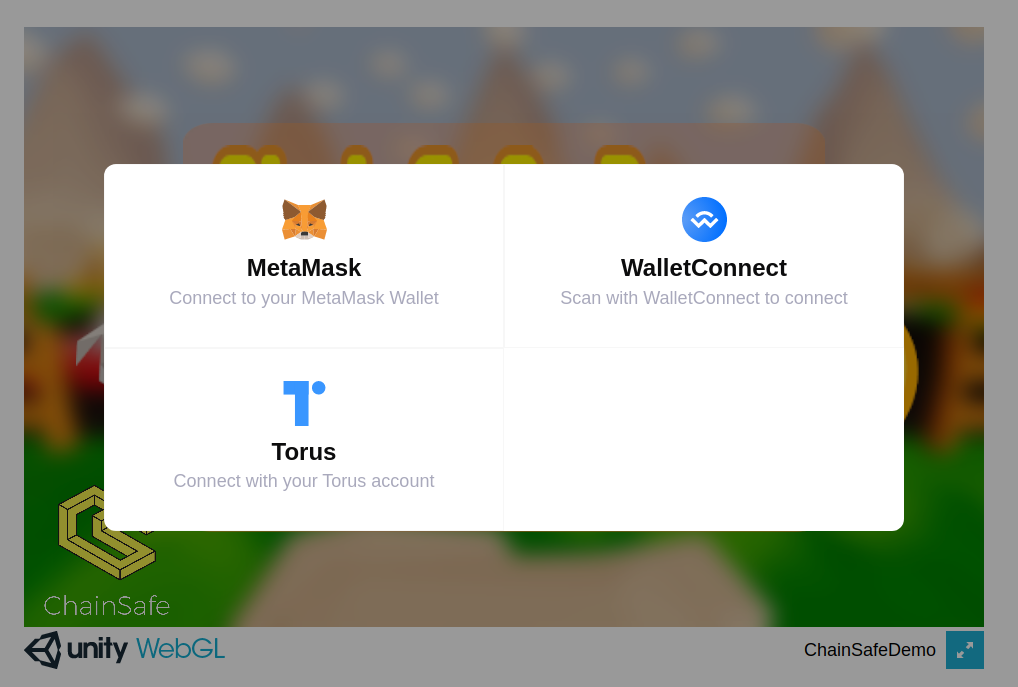 MetaMask
Connect to your MetaMask Wallet
WalletConnect
Scan with WalletConnect to connect
Torus
Connect with your Torus account
ChainSafe
unity WebGL
ChainSafeDemo